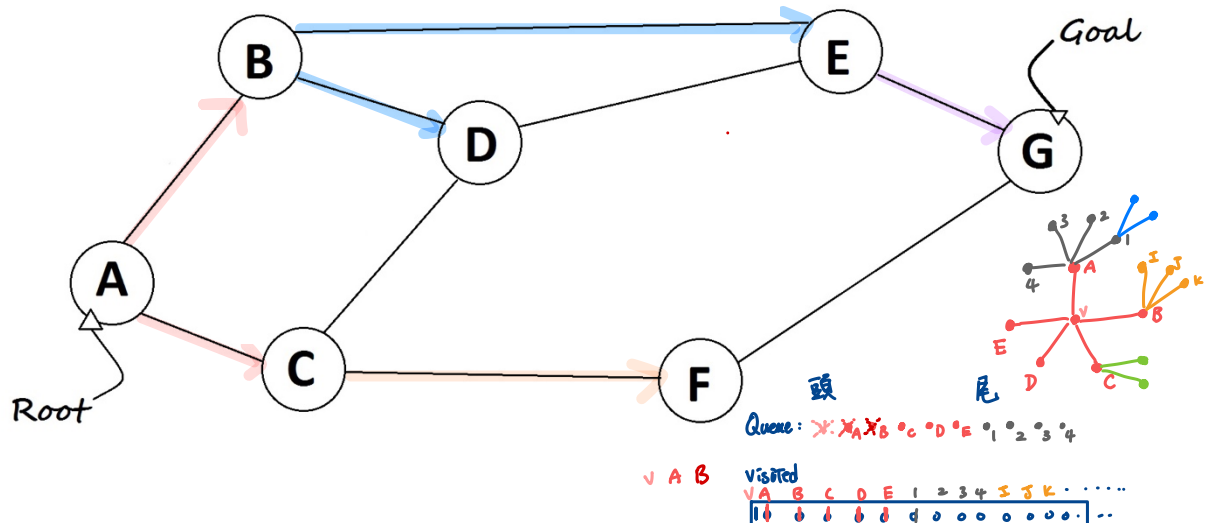 B
E
Goal
D
G
A
C
F
Root
3
2
1
4
A
I
J
K
V
B
E
D
C
頭 尾
Queue: V A B C D E 1 2 3 4
V A B
Visited
V A B C D E 1 2 3 4 I J K ......